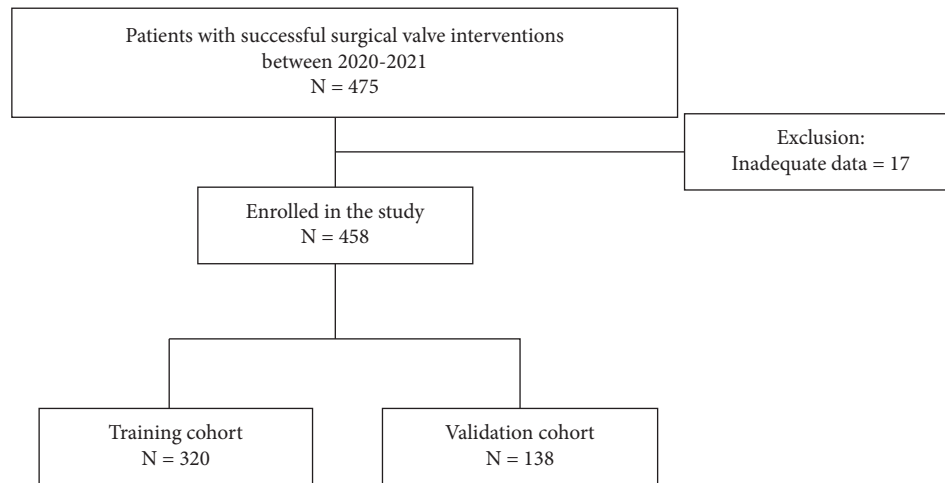 Patients with successful surgical valve interventions
between 2020-2021
N = 475
Exclusion:
Inadequate data = 17
Enrolled in the study
N = 458
Training cohort
N = 320
Validation cohort
N = 138